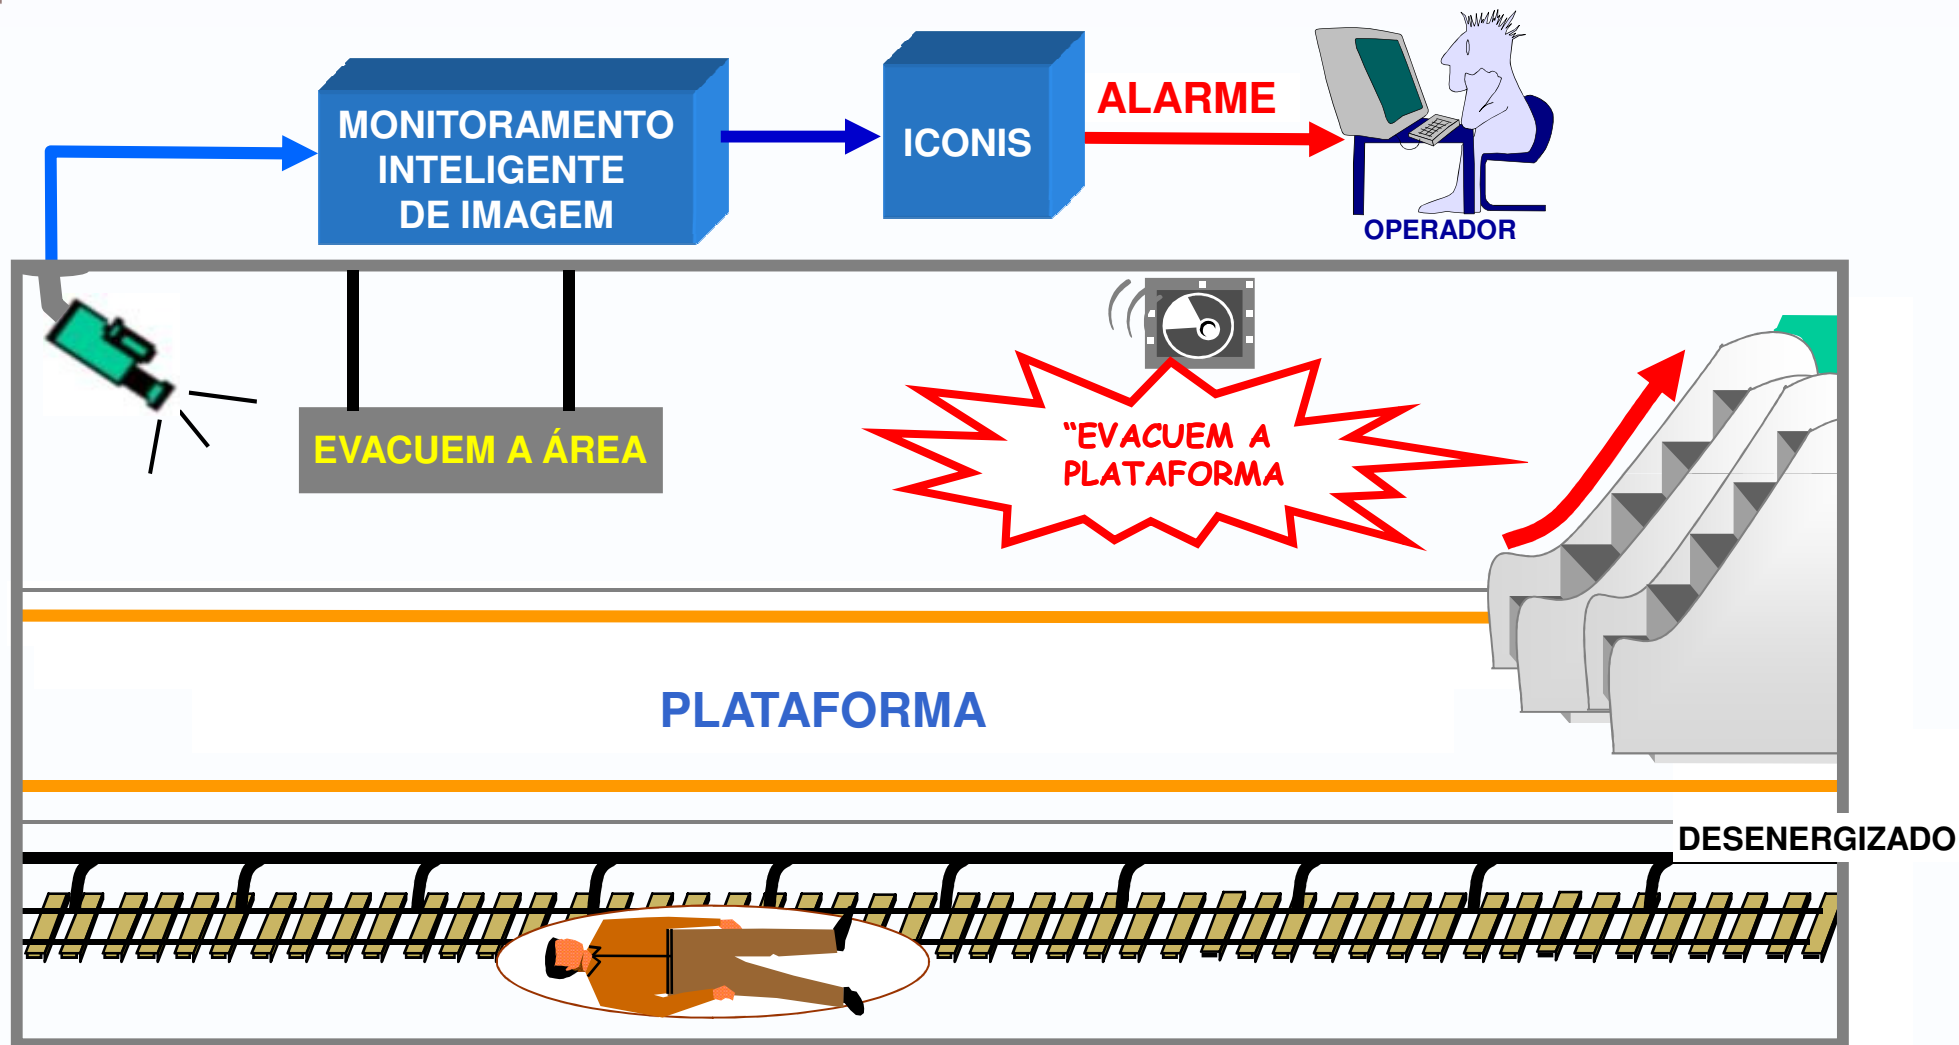 MONITORAMENTO
INTELIGENTE
DE IMAGEM
ICONIS
ALARME
OPERADOR
EVACUEM A ÁREA
“EVACUEM A
PLATAFORMA
PLATAFORMA
DESENERGIZADO